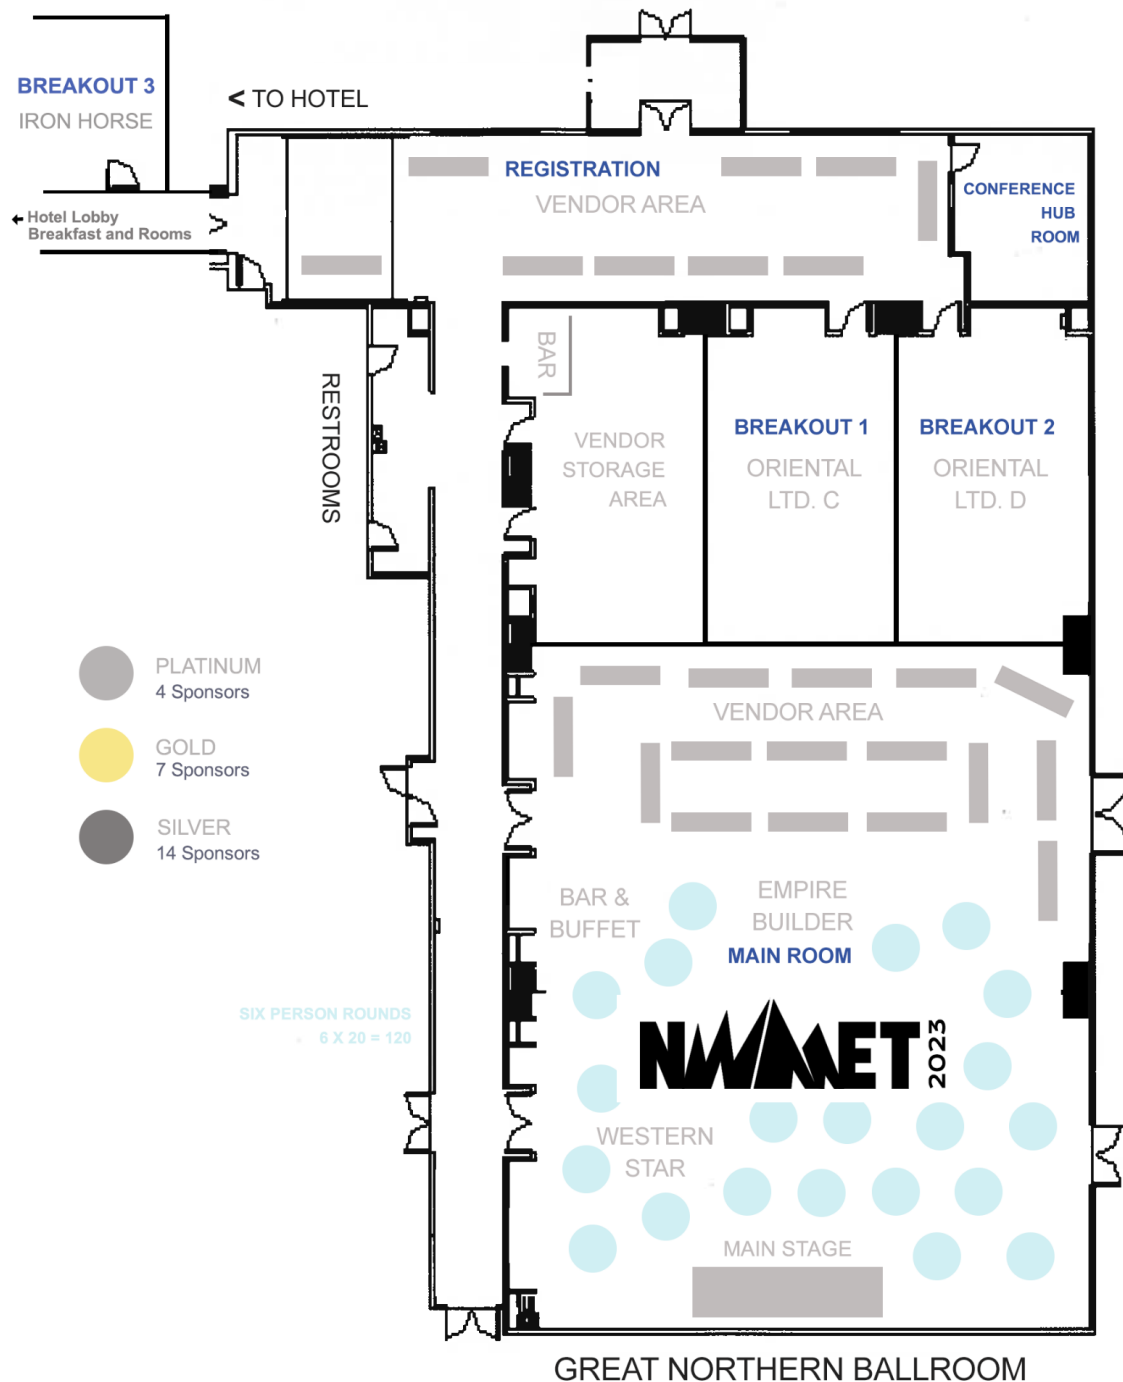 BREAKOUT 3
IRON HORSE
< TO HOTEL
Hotel Lobby
Breakfast and Rooms
REGISTRATION
VENDOR AREA
CONFERENCE
HUB
ROOM
RESTROOMS
BAR
VENDOR
STORAGE
AREA
BREAKOUT 1
ORIENTAL
LTD. C
BREAKOUT 2
ORIENTAL
LTD. D
PLATINUM
4 Sponsors
GOLD
7 Sponsors
SILVER
14 Sponsors
VENDOR AREA
BAR &
BUFFET
EMPIRE
BUILDER
MAIN ROOM
SIX PERSON ROUNDS
6 X 20 = 120
NWMET 2023
WESTERN
STAR
MAIN STAGE
GREAT NORTHERN BALLROOM